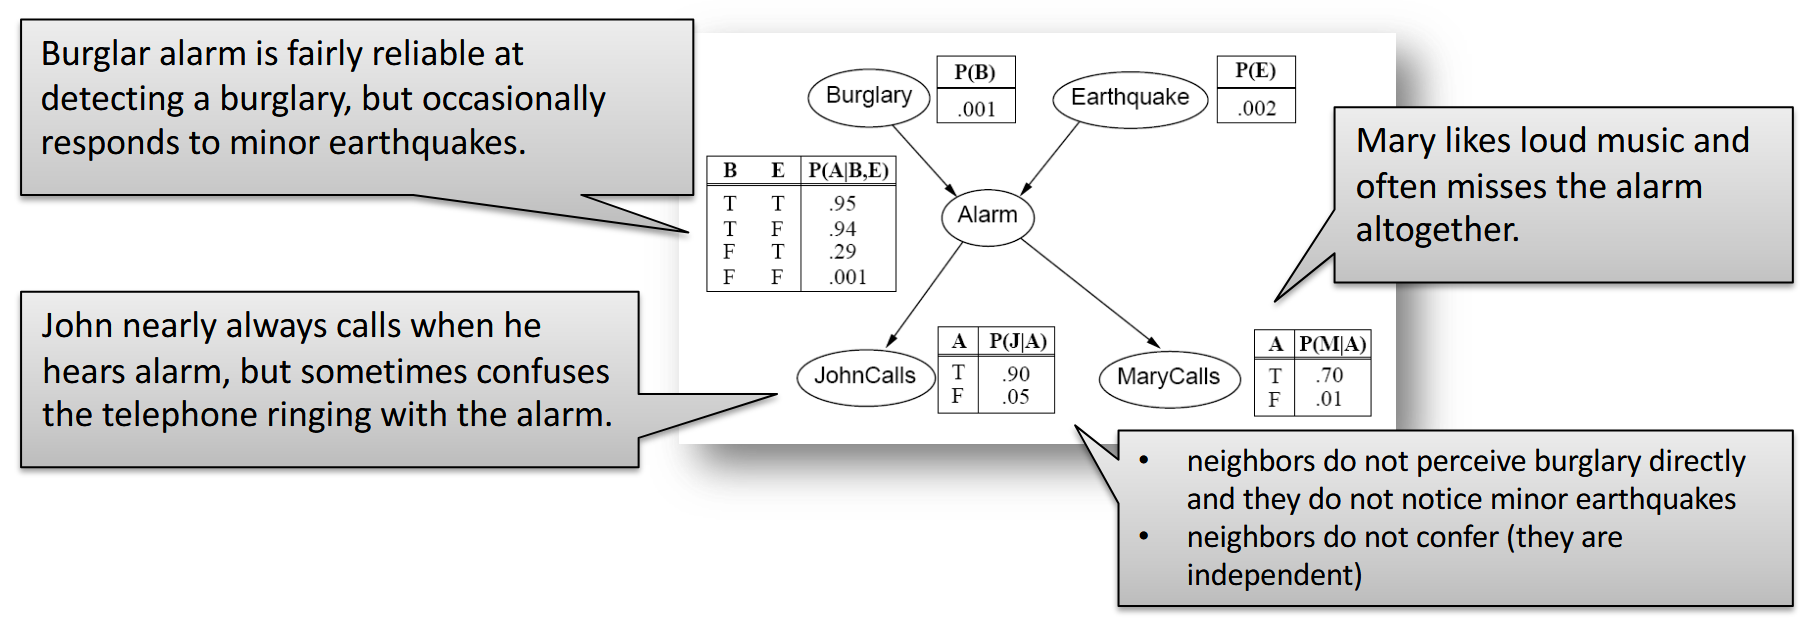 Burglar alarm is fairly reliable at
detecting a burglary, but occasionally
responds to minor earthquakes.
Burglary
P(B)
.001
Earthquake
P(E)
.002
Mary likes loud music and
often misses the alarm
altogether.
B E P(A|B,E)
T T .95
T F .94
F T .29
F F .001
Alarm
John nearly always calls when he
hears alarm, but sometimes confuses
the telephone ringing with the alarm.
JohnCalls
A P(J|A)
T .90
F .05
MaryCalls
A P(M|A)
T .70
F .01
• neighbors do not perceive burglary directly
and they do not notice minor earthquakes
• neighbors do not confer (they are
independent)